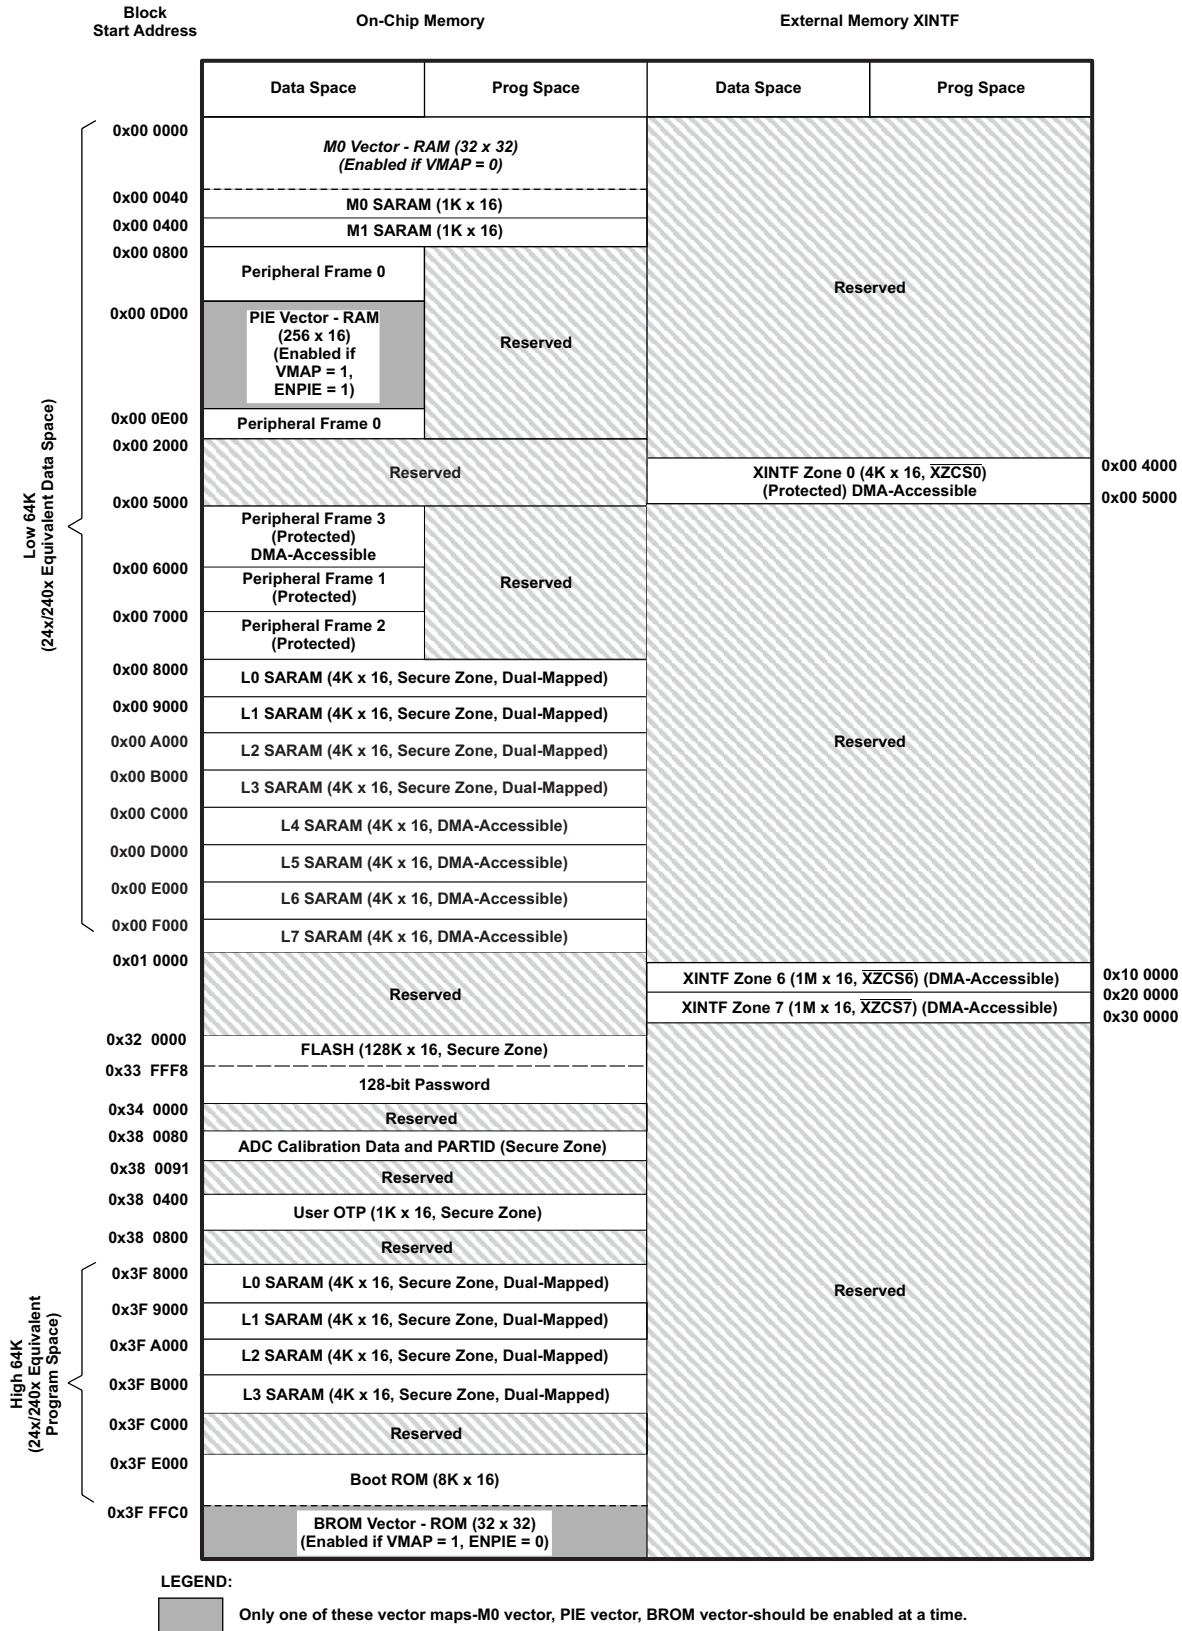 Block
Start Address
On-Chip Memory
External Memory XINTF
Data Space
Prog Space
Data Space
Prog Space
0x00 0000
M0 Vector - RAM (32 x 32)
(Enabled if VMAP = 0)
0x00 0040
M0 SARAM (1K x 16)
0x00 0400
M1 SARAM (1K x 16)
0x00 0800
Peripheral Frame 0
Reserved
0x00 0D00
PIE Vector - RAM
(256 x 16)
(Enabled if
VMAP = 1,
ENPIE = 1)
Reserved
0x00 0E00
Peripheral Frame 0
0x00 2000
Reserved
XINTF Zone 0 (4K x 16, XZCS0)
(Protected) DMA-Accessible
0x00 4000
0x00 5000
0x00 5000
Peripheral Frame 3
(Protected)
DMA-Accessible
0x00 6000
Peripheral Frame 1
(Protected)
Reserved
0x00 7000
Peripheral Frame 2
(Protected)
Low 64K
(24x/240x Equivalent Data Space)
0x00 8000
L0 SARAM (4K x 16, Secure Zone, Dual-Mapped)
0x00 9000
L1 SARAM (4K x 16, Secure Zone, Dual-Mapped)
0x00 A000
L2 SARAM (4K x 16, Secure Zone, Dual-Mapped)
Reserved
0x00 B000
L3 SARAM (4K x 16, Secure Zone, Dual-Mapped)
0x00 C000
L4 SARAM (4K x 16, DMA-Accessible)
0x00 D000
L5 SARAM (4K x 16, DMA-Accessible)
0x00 E000
L6 SARAM (4K x 16, DMA-Accessible)
0x00 F000
L7 SARAM (4K x 16, DMA-Accessible)
0x01 0000
Reserved
XINTF Zone 6 (1M x 16, XZCS6) (DMA-Accessible)
0x10 0000
0x20 0000
XINTF Zone 7 (1M x 16, XZCS7) (DMA-Accessible)
0x30 0000
0x32 0000
FLASH (128K x 16, Secure Zone)
0x33 FFF8
128-bit Password
0x34 0000
Reserved
0x38 0080
ADC Calibration Data and PARTID (Secure Zone)
0x38 0091
Reserved
0x38 0400
User OTP (1K x 16, Secure Zone)
0x38 0800
Reserved
0x3F 8000
L0 SARAM (4K x 16, Secure Zone, Dual-Mapped)
Reserved
0x3F 9000
L1 SARAM (4K x 16, Secure Zone, Dual-Mapped)
0x3F A000
L2 SARAM (4K x 16, Secure Zone, Dual-Mapped)
0x3F B000
L3 SARAM (4K x 16, Secure Zone, Dual-Mapped)
High 64K
(24x/240x Equivalent
Program Space)
0x3F C000
Reserved
0x3F E000
Boot ROM (8K x 16)
0x3F FFC0
BROM Vector - ROM (32 x 32)
(Enabled if VMAP = 1, ENPIE = 0)
LEGEND:
Only one of these vector maps-M0 vector, PIE vector, BROM vector-should be enabled at a time.